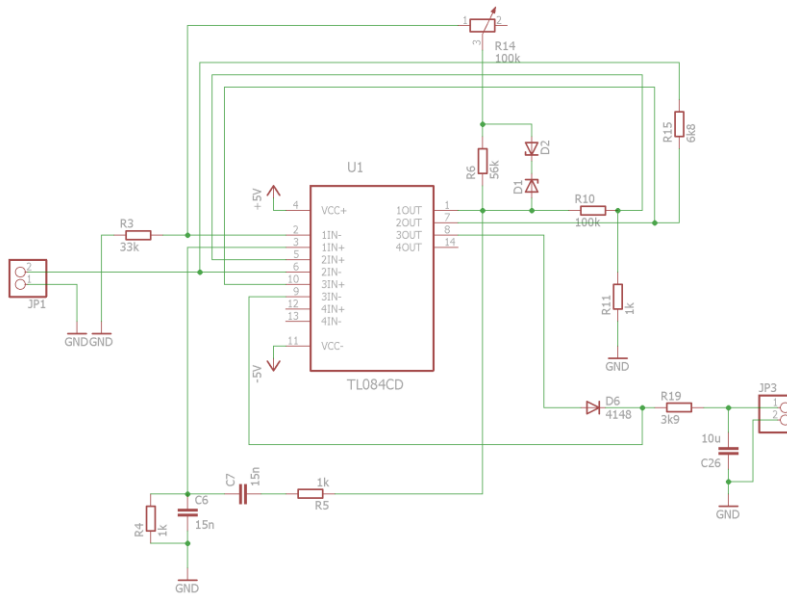 1
2
3
R14
100k
R15
6k8
R6
56k
D2
D1
U1
+5V
4
VCC+
1OUT
1
2OUT
7
3OUT
8
4OUT
14
2
1IN-
3
1IN+
5
2IN+
6
2IN-
10
3IN+
9
3IN-
12
4IN+
13
4IN-
11
VCC-
-5V
TL084CD
R3
33k
R10
100k
R11
1k
GND
2
1
JP1
GND
GND
D6
4148
R19
3k9
JP3
1
2
10u
C26
GND
C7
15n
1k
R5
R4
1k
C6
15n
GND